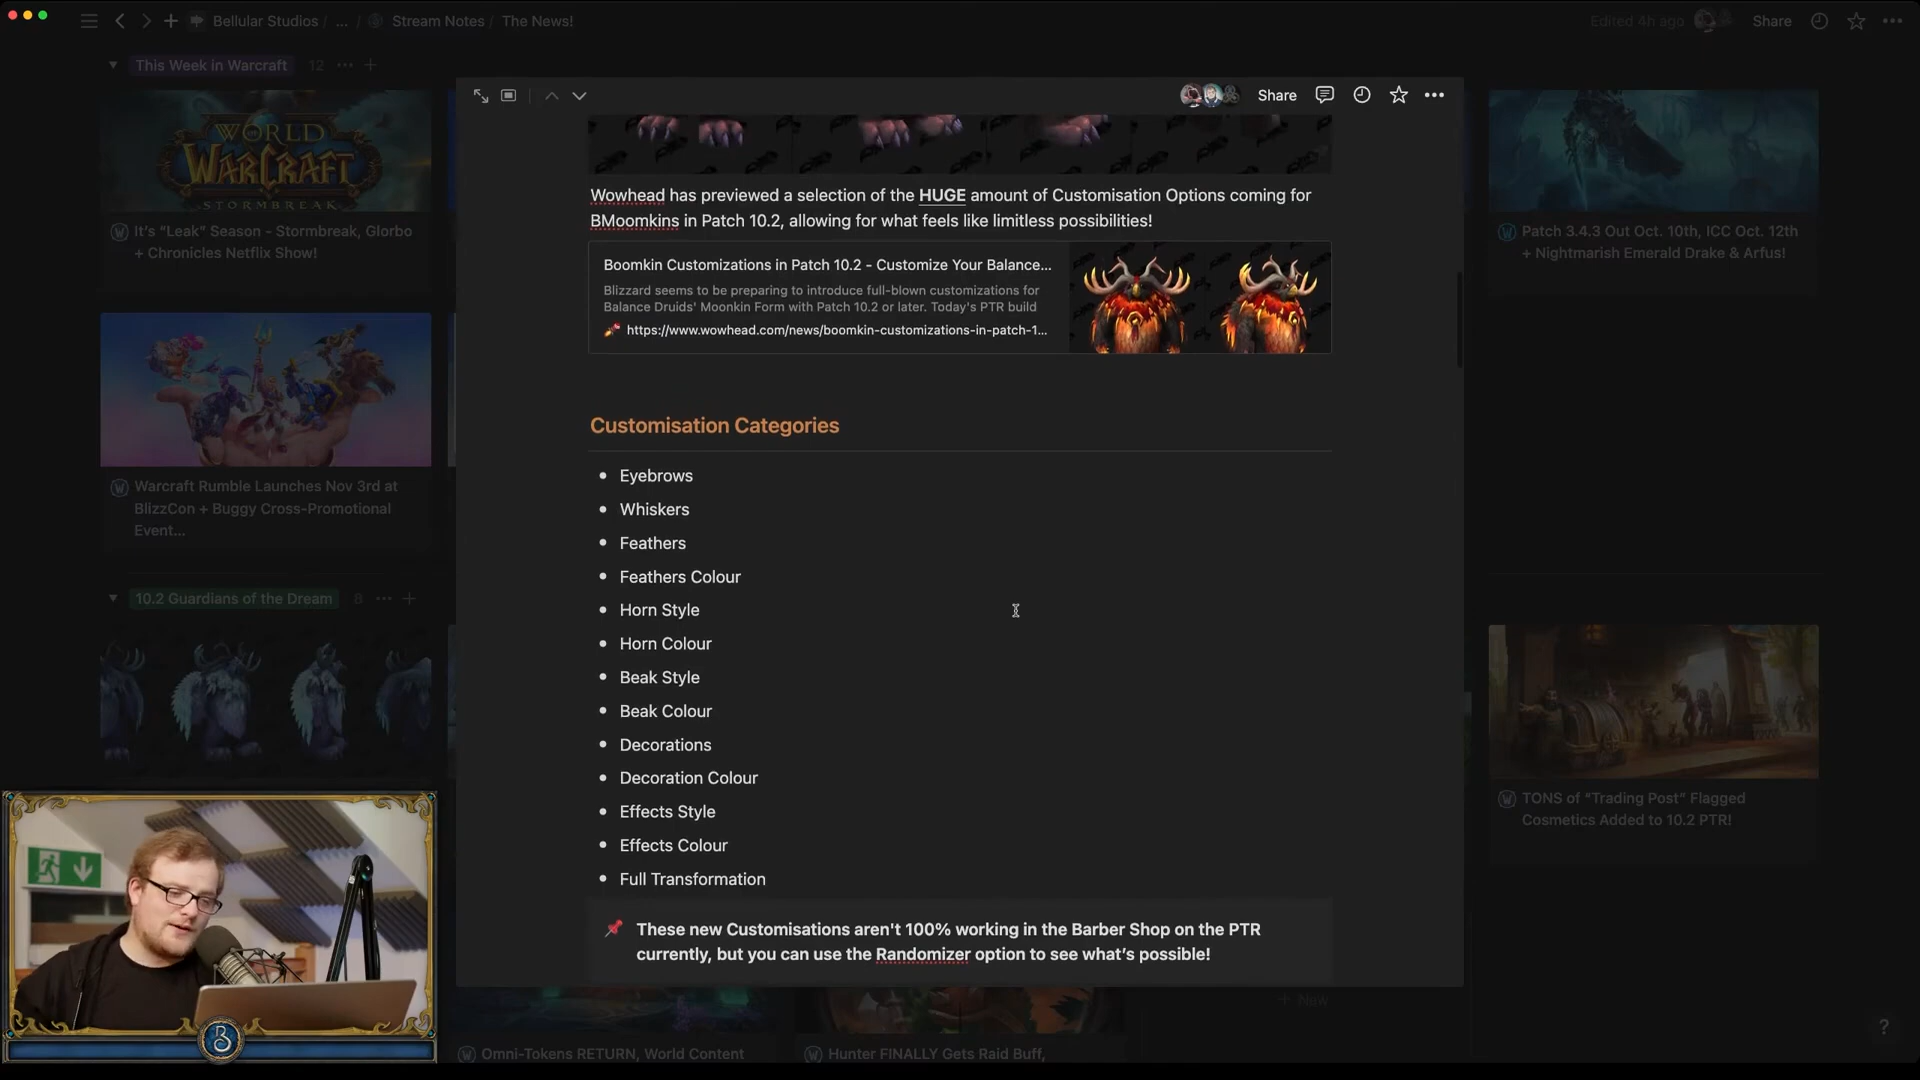 Bellular Studios / ... / Stream Notes / The News!
Edited 4h ago Share
This Week in Warcraft 12
WORLD
WARCRAFT
STORMBREAK
It's “Leak” Season - Stormbreak, Glorbo
+ Chronicles Netflix Show!
Warcraft Rumble Launches Nov 3rd at
BlizzCon + Buggy Cross-Promotional
Event...
10.2 Guardians of the Dream 8
Share
Wowhead has previewed a selection of the HUGE amount of Customisation Options coming for
BMoomkins in Patch 10.2, allowing for what feels like limitless possibilities!
Boomkin Customizations in Patch 10.2 - Customize Your Balance...
Blizzard seems to be preparing to introduce full-blown customizations for
Balance Druids' Moonkin Form with Patch 10.2 or later. Today's PTR build
https://www.wowhead.com/news/boomkin-customizations-in-patch-1...
Customisation Categories
• Eyebrows
• Whiskers
• Feathers
• Feathers Colour
• Horn Style
• Horn Colour
• Beak Style
• Beak Colour
• Decorations
• Decoration Colour
• Effects Style
• Effects Colour
• Full Transformation
These new Customisations aren't 100% working in the Barber Shop on the PTR
currently, but you can use the Randomizer option to see what's possible!
Patch 3.4.3 Out Oct. 10th, ICC Oct. 12th
+ Nightmarish Emerald Drake & Arfus!
TONS of “Trading Post” Flagged
Cosmetics Added to 10.2 PTR!
+ New
Omni-Tokens RETURN, World Content
Hunter FINALLY Gets Raid Buff,
B
?